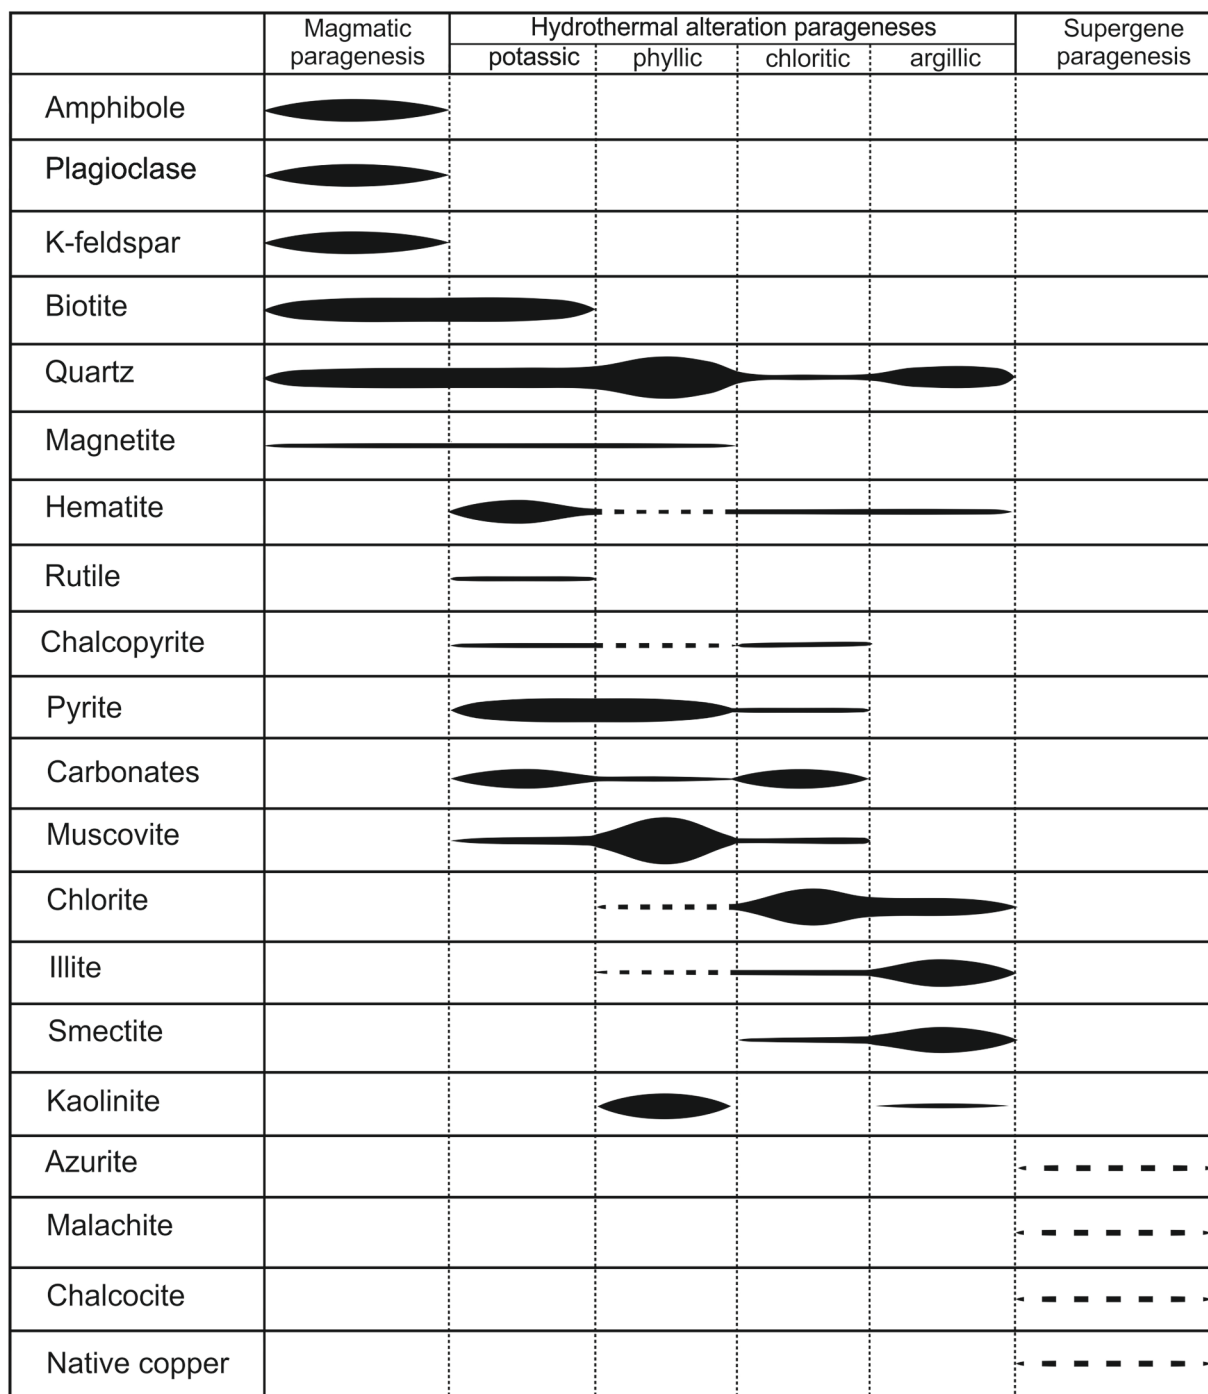 Magmatic
paragenesis
Hydrothermal alteration parageneses
potassic
phyllic
chloritic
argillic
Supergene
paragenesis
Amphibole
Plagioclase
K-feldspar
Biotite
Quartz
Magnetite
Hematite
Rutile
Chalcopyrite
Pyrite
Carbonates
Muscovite
Chlorite
Illite
Smectite
Kaolinite
Azurite
Malachite
Chalcocite
Native copper